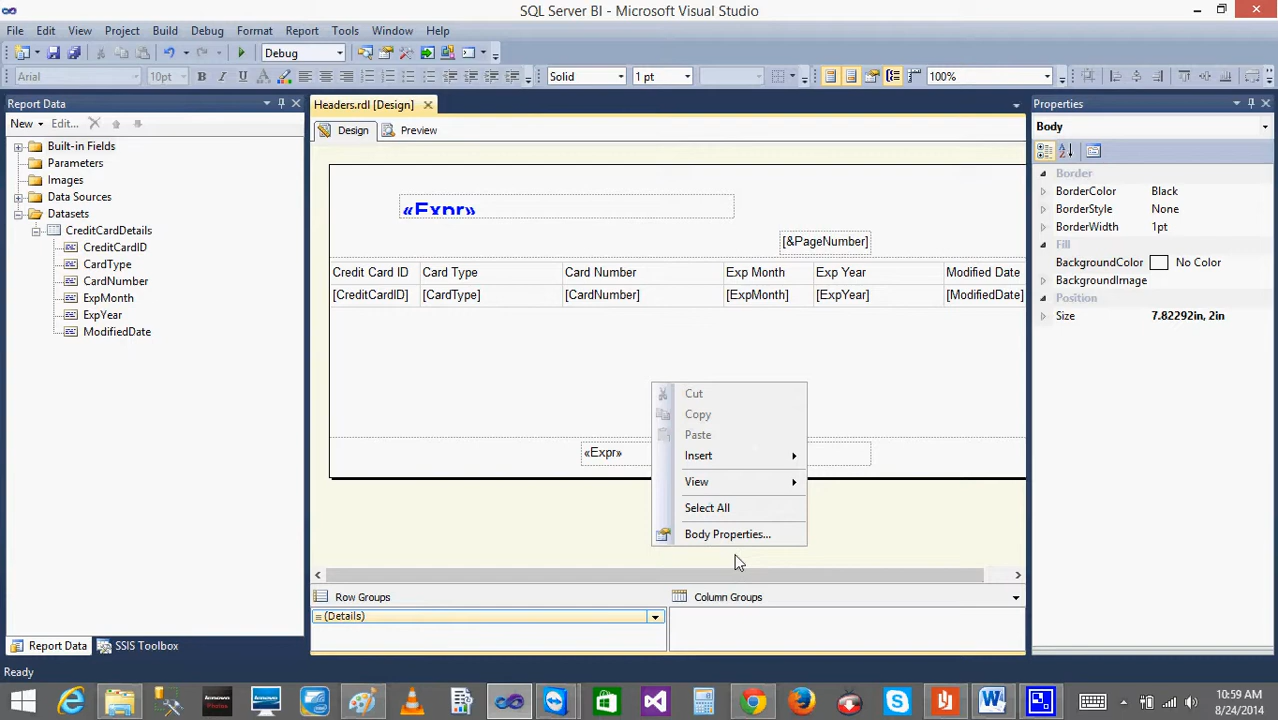 SQL Server BI - Microsoft Visual Studio
File Edit View Project Build Debug Format Report Tools Window Help
Debug
Arial 10pt B I U A Solid 1 pt 100%
Report Data
New Edit...
Built-in Fields
Parameters
Images
Data Sources
Datasets
CreditCardDetails
CreditCardID
CardType
CardNumber
ExpMonth
ExpYear
ModifiedDate
Report Data SSIS Toolbox
Headers.rdl [Design]
Design Preview
«Expr»
[&PageNumber]
Credit Card ID Card Type Card Number Exp Month Exp Year Modified Date
[CreditCardID] [CardType] [CardNumber] [ExpMonth] [ExpYear] [ModifiedDate]
«Expr»
Cut
Copy
Paste
Insert
View
Select All
Body Properties...
Row Groups Column Groups
(Details)
Properties
Body
Border
BorderColor Black
BorderStyle None
BorderWidth 1pt
Fill
BackgroundColor No Color
BackgroundImage
Position
Size 7.82292in, 2in
Ready
10:59 AM
8/24/2014